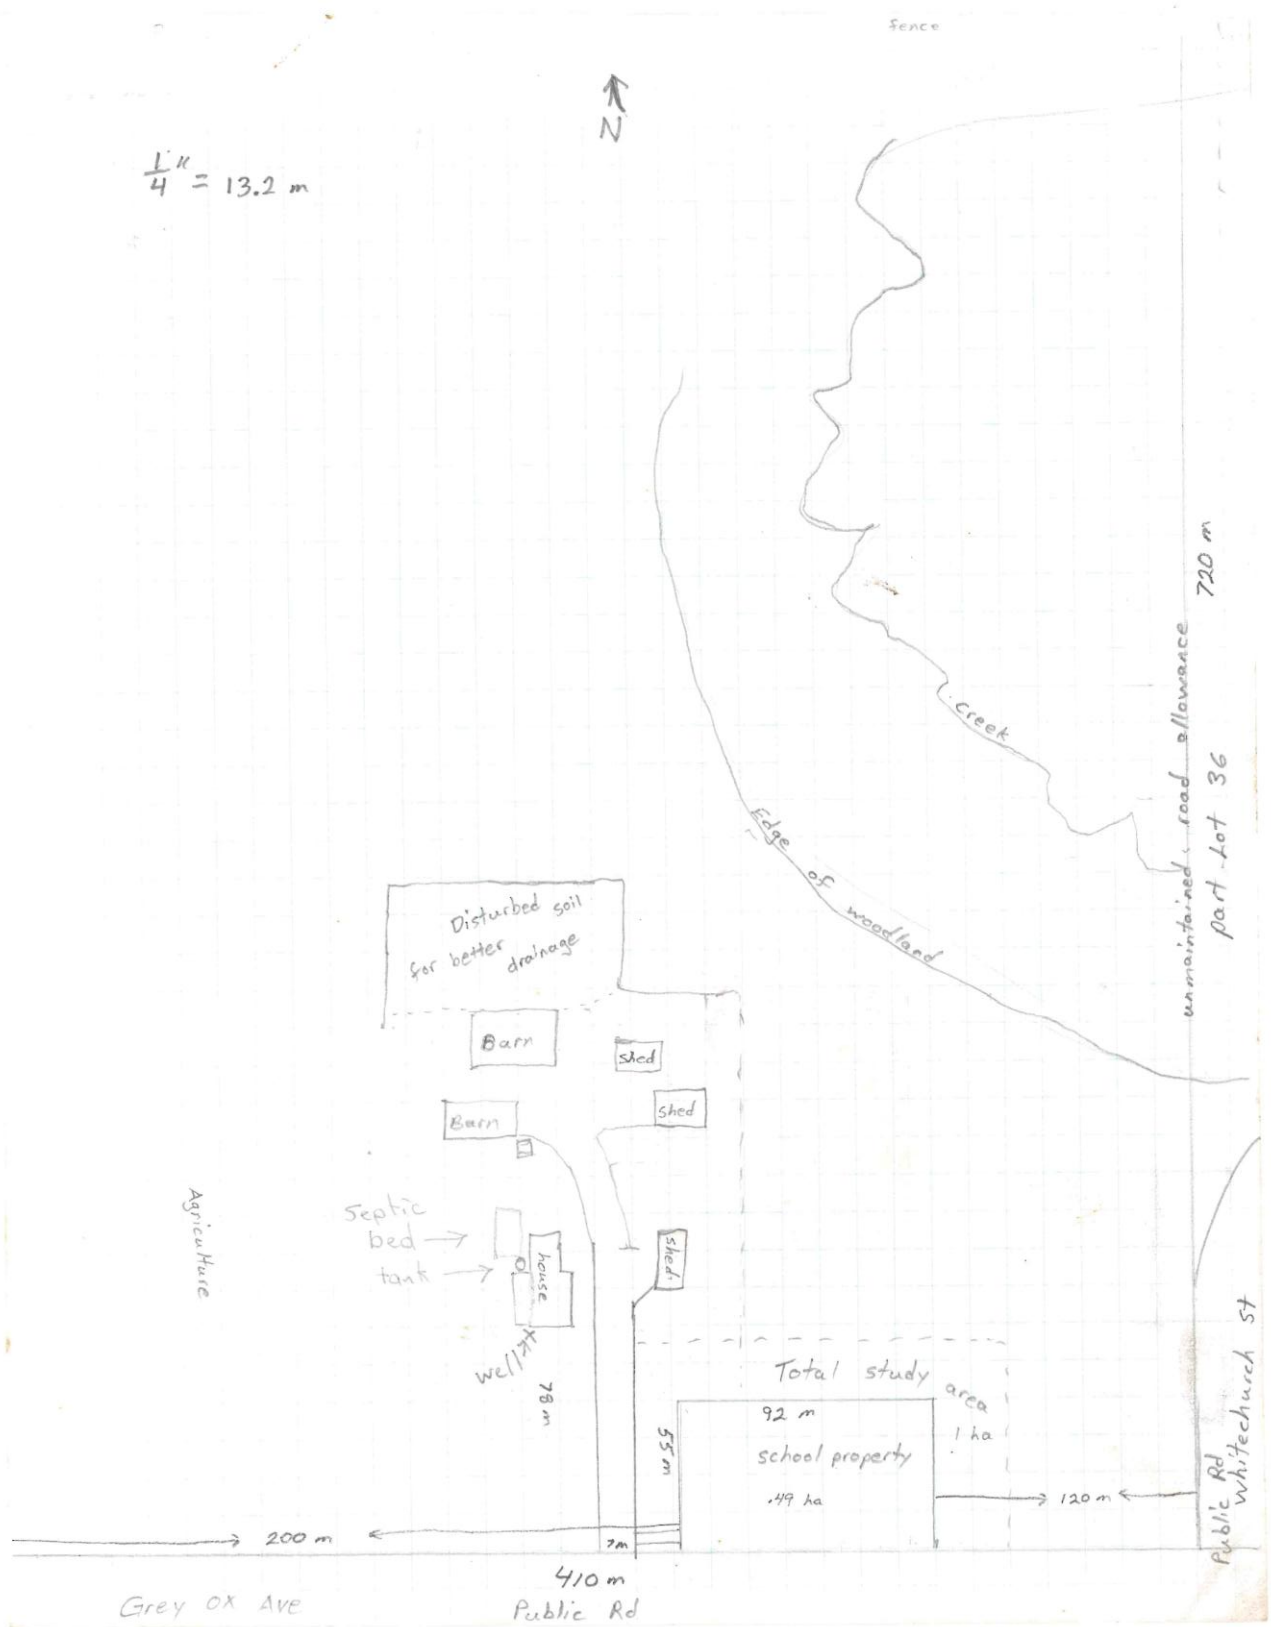 fence
N
1/4" = 13.2 m
720 m
creek
unmaintained road allowance
part Lot 36
Edge of woodland
Disturbed soil
for better
drainage
Barn
shed
Barn
shed
Agriculture
Septic
bed
tank
house
shed
well
78 m
Total study
area
1 ha
92 m
55 m
school property
.49 ha
120 m
Public Rd
Whitechurch St
200 m
7m
410 m
Grey Ox Ave
Public Rd